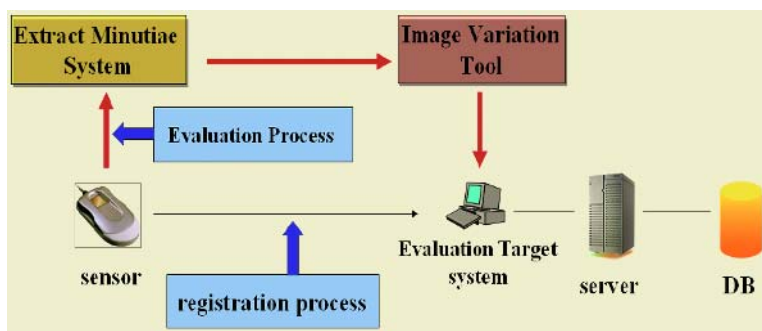 Extract Minutiae
System
Image Variation
Tool
Evaluation Process
sensor
registration process
Evaluation Target
system
server
DB